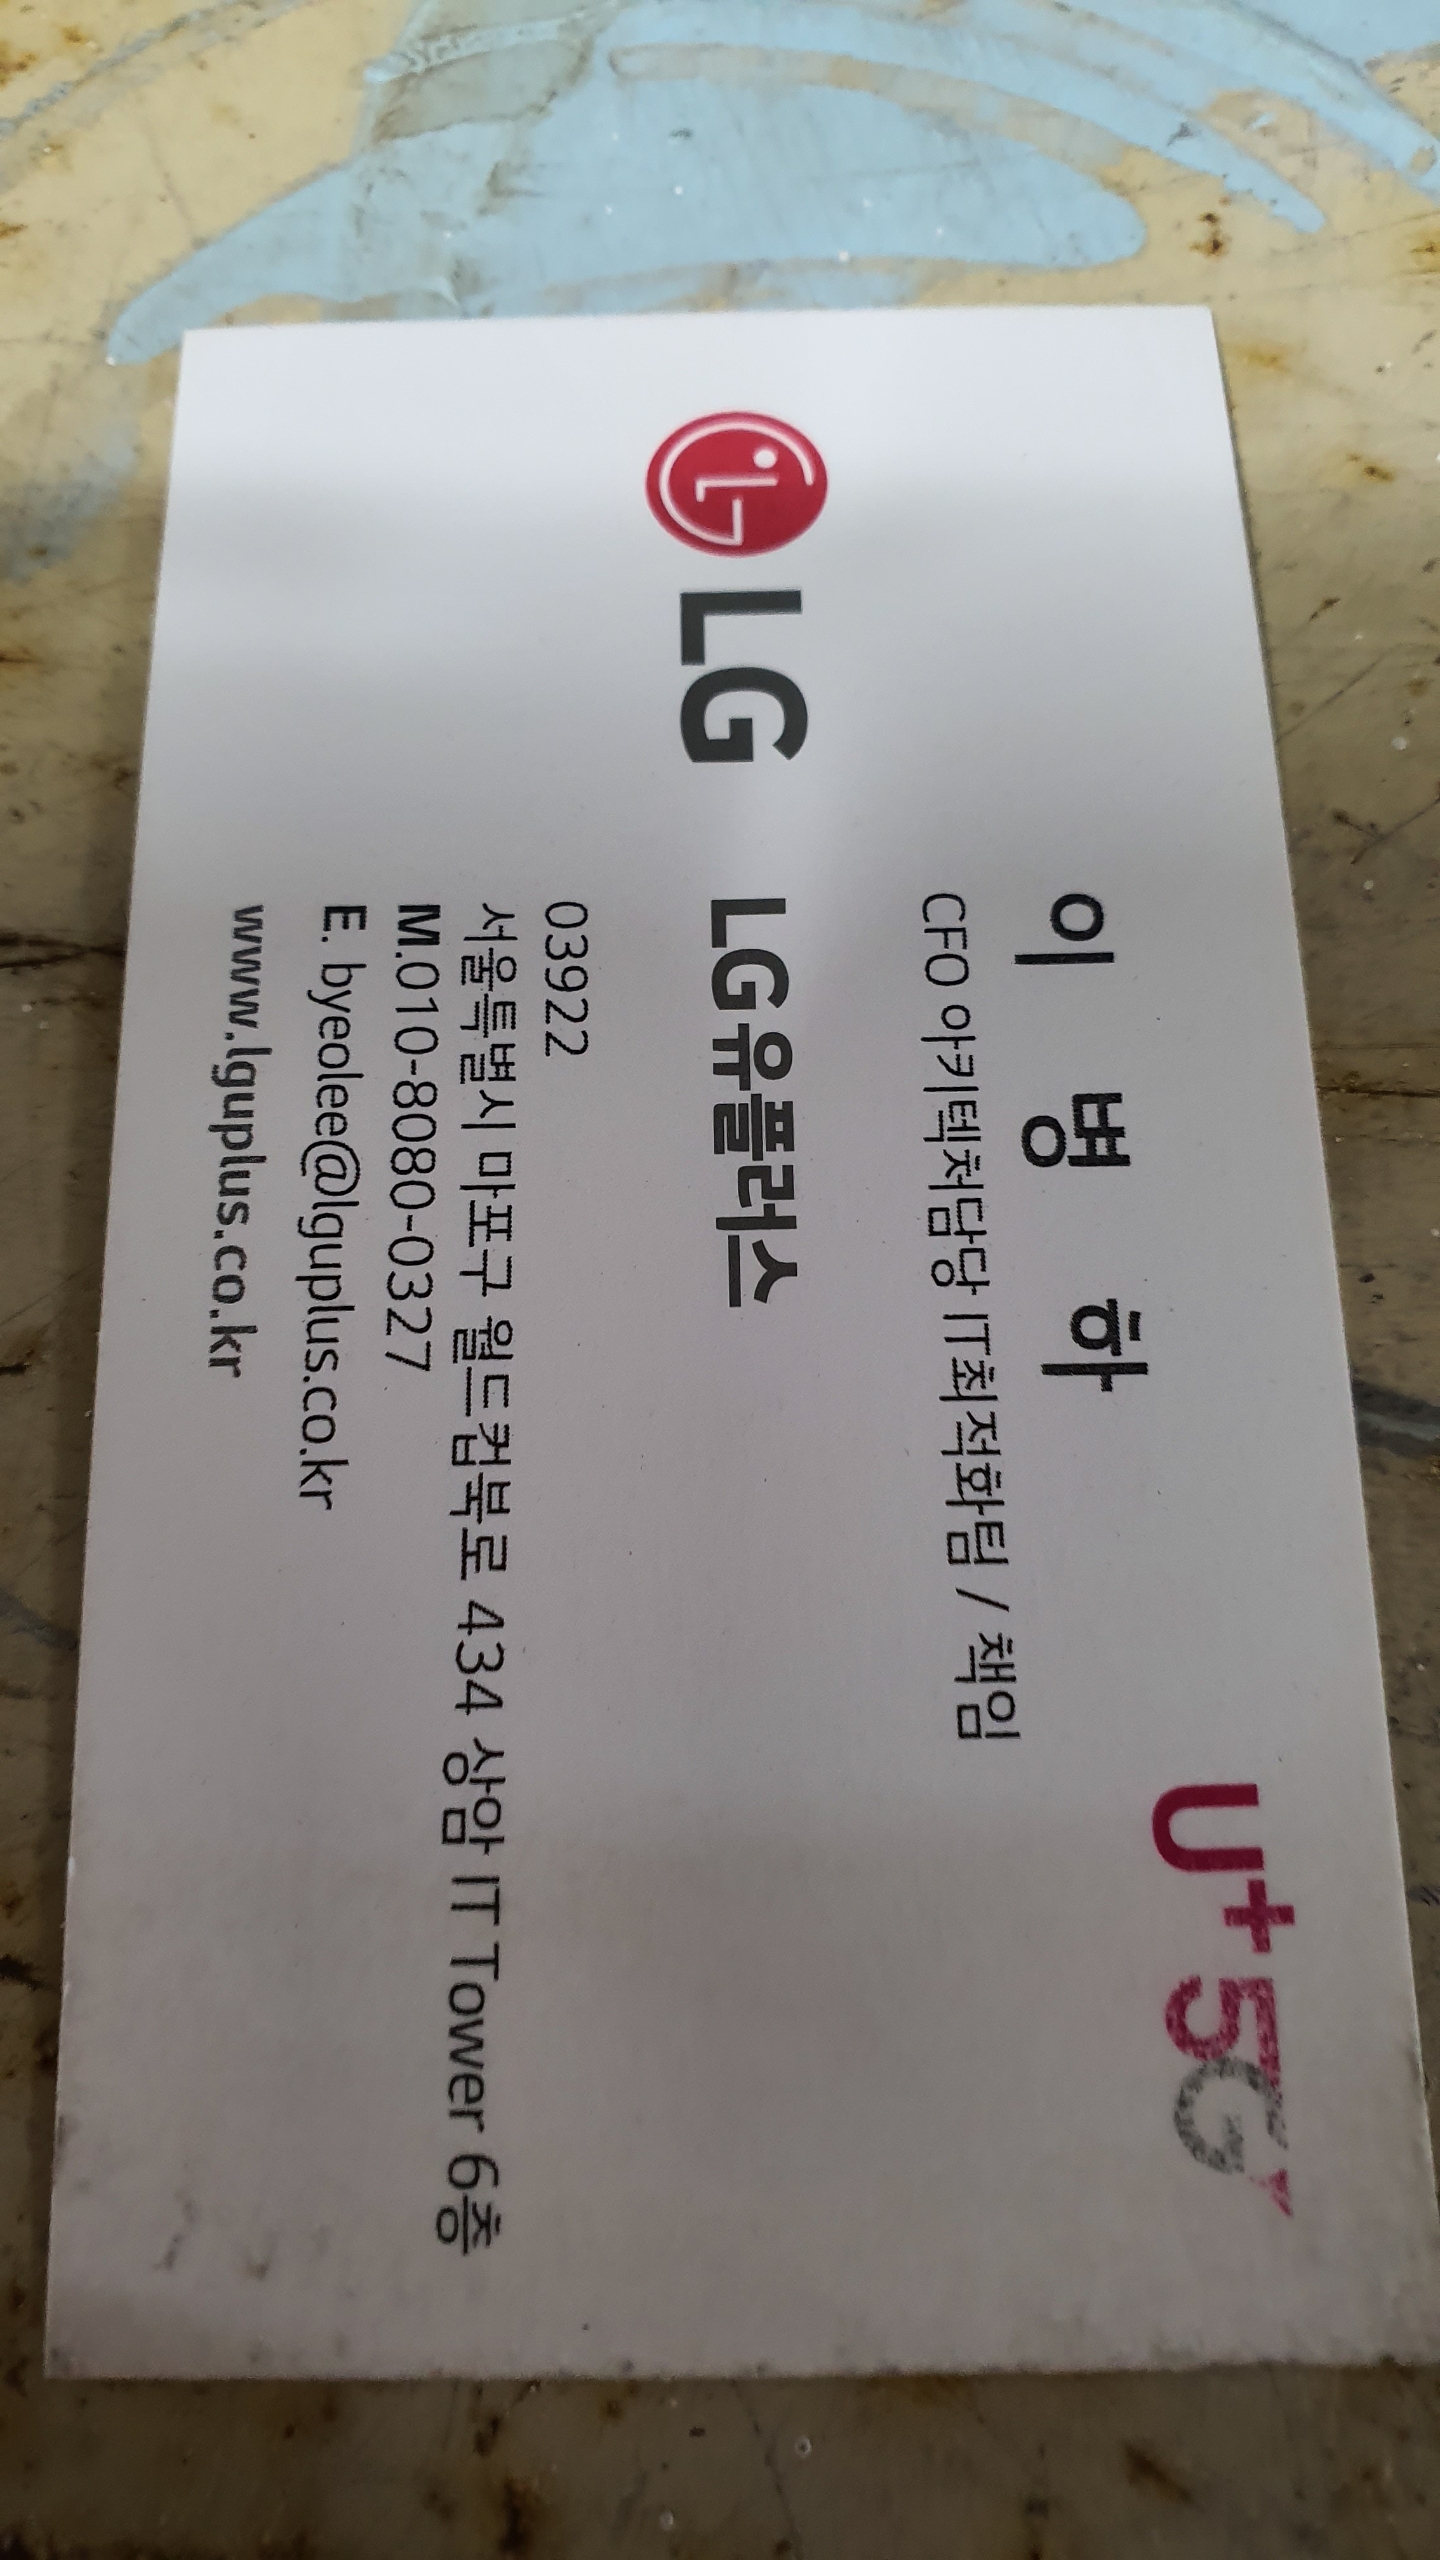 U+5G
이 병 하
CFO 아키텍처담당 IT최적화팀 / 책임
LG LG유플러스
03922
서울특별시 마포구 월드컵북로 434 상암 IT Tower 6층
M.010-8080-0327
E. byeolee@lguplus.co.kr
www.lguplus.co.kr